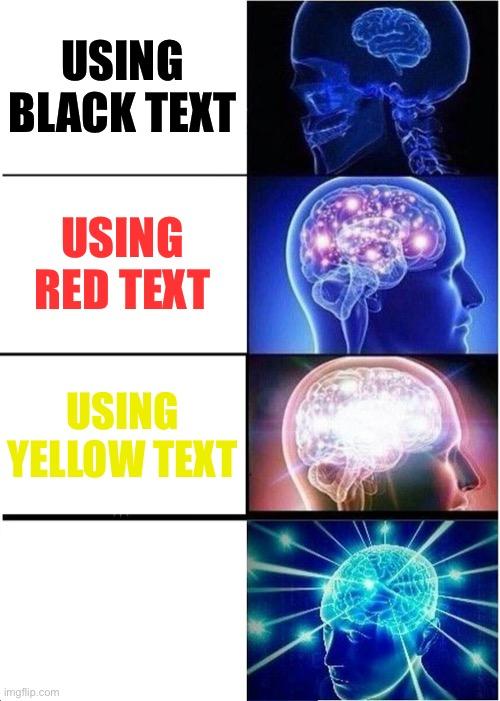 USING
BLACK TEXT
USING
RED TEXT
USING
YELLOW TEXT
imgflip.com